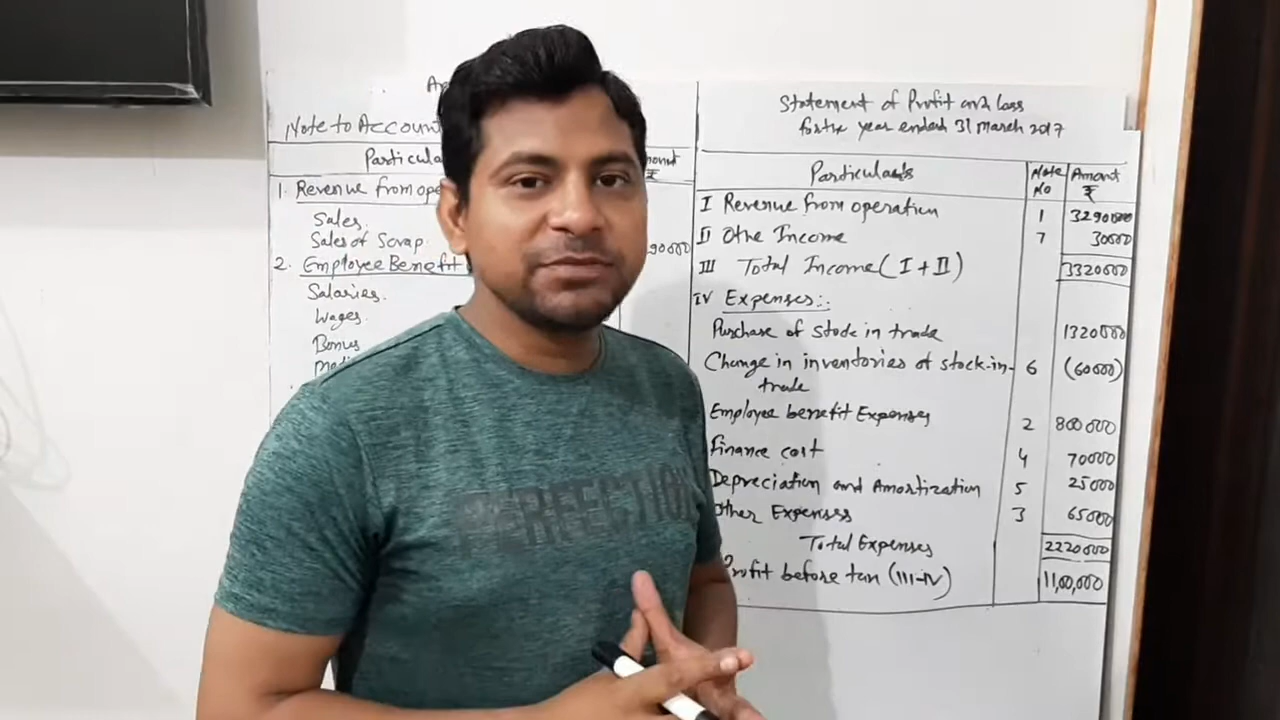 Note to Account
Particula
mount
₹
1. Revenue from ope
Sales.
Sales of Scrap
90000
2. Employee Benefit
Salaries.
Wages.
Bonus
Statement of Profit and loss
for the year ended 31 March 2017
Particulars
Note No
Amount ₹
I Revenue from operation 1 3290000
II Othe Income 7 30000
III Total Income (I + II) 3320000
IV Expenses:-
Purchase of Stock in trade 1320000
Change in inventories of stock-in- 6 (60000)
trade
Employee benefit Expenses 2 800000
Finance cost 4 70000
Depreciation and Amortization 5 25000
Other Expenses 3 65000
Total Expenses 2220000
Profit before tax (III-IV) 11,00,000
PERFECTION